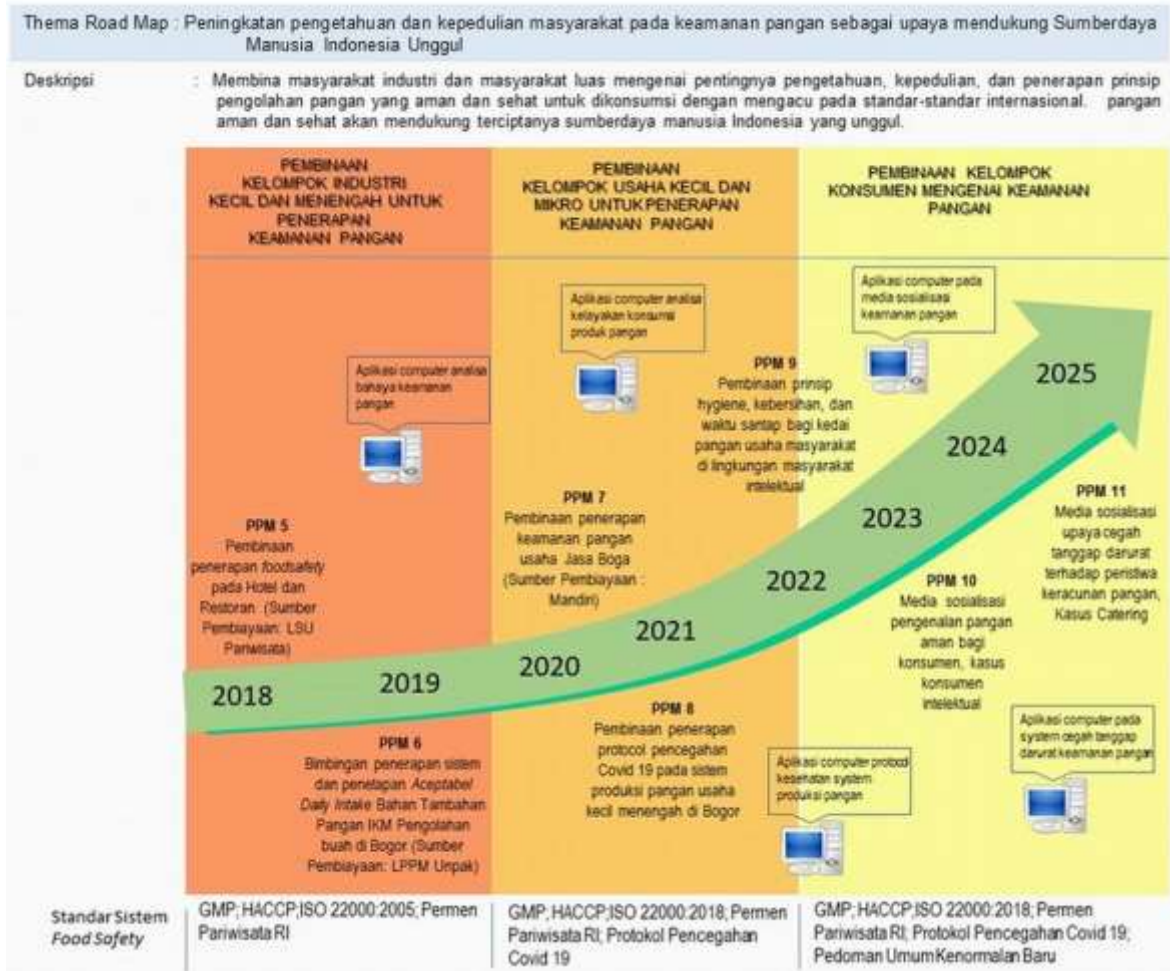 Thema Road Map : Peningkatan pengetahuan dan kepedulian masyarakat pada keamanan pangan sebagai upaya mendukung Sumberdaya
Manusia Indonesia Unggul
Deskripsi : Membina masyarakat industri dan masyarakat luas mengenai pentingnya pengetahuan, kepedulian, dan penerapan prinsip
pengolahan pangan yang aman dan sehat untuk dikonsumsi dengan mengacu pada standar-standar internasional. pangan
aman dan sehat akan mendukung terciptanya sumberdaya manusia Indonesia yang unggul.
PEMBINAAN
KELOMPOK INDUSTRI
KECIL DAN MENENGAH UNTUK
PENERAPAN
KEAMANAN PANGAN
PEMBINAAN
KELOMPOK USAHA KECIL DAN
MIKRO UNTUK PENERAPAN
KEAMANAN PANGAN
PEMBINAAN KELOMPOK
KONSUMEN MENGENAI KEAMANAN
PANGAN
Aplikasi computer analisa
bahaya keamanan
pangan
Aplikasi computer analisa
kelayakan konsumsi
produk pangan
Aplikasi computer pada
media sosialisasi
keamanan pangan
PPM 5
Pembinaan
penerapan foodsafety
pada Hotel dan
Restoran (Sumber
Pembiayaan: LSU
Pariwisata)
PPM 7
Pembinaan penerapan
keamanan pangan
usaha Jasa Boga
(Sumber Pembiayaan :
Mandiri)
PPM 9
Pembinaan prinsip
hygiene, kebersihan, dan
waktu santap bagi kedai
pangan usaha masyarakat
di lingkungan masyarakat
intelektual
2018
2019
2020
2021
2022
2023
2024
2025
PPM 6
Bimbingan penerapan sistem
dan penetapan Aceptabel
Daily Intake Bahan Tambahan
Pangan IKM Pengolahan
buah di Bogor (Sumber
Pembiayaan: LPPM Unpak)
PPM 8
Pembinaan penerapan
protocol pencegahan
Covid 19 pada sistem
produksi pangan usaha
kecil menengah di Bogor
PPM 10
Media sosialisasi
pengenalan pangan
aman bagi
konsumen, kasus
konsumen
intelektual
PPM 11
Media sosialisasi
upaya cegah
tanggap darurat
terhadap peristiwa
keracunan pangan,
Kasus Catering
Aplikasi computer protocol
kesehatan system
produksi pangan
Aplikasi computer pada
system cegah tanggap
darurat keamanan pangan
Standar Sistem
Food Safety
GMP; HACCP;ISO 22000:2005; Permen
Pariwisata RI
GMP; HACCP;ISO 22000:2018; Permen
Pariwisata RI; Protokol Pencegahan
Covid 19
GMP; HACCP;ISO 22000:2018; Permen
Pariwisata RI; Protokol Pencegahan Covid 19;
Pedoman Umum Kenormalan Baru